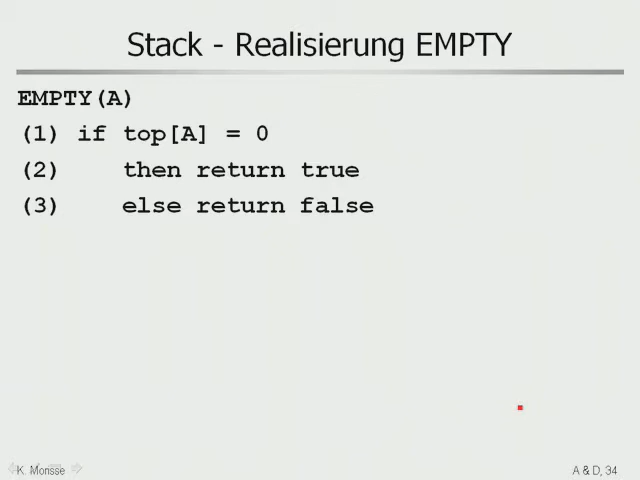 Stack - Realisierung EMPTY
EMPTY(A)
(1) if top[A] = 0
(2) then return true
(3) else return false
K. Morisse
A & D, 34